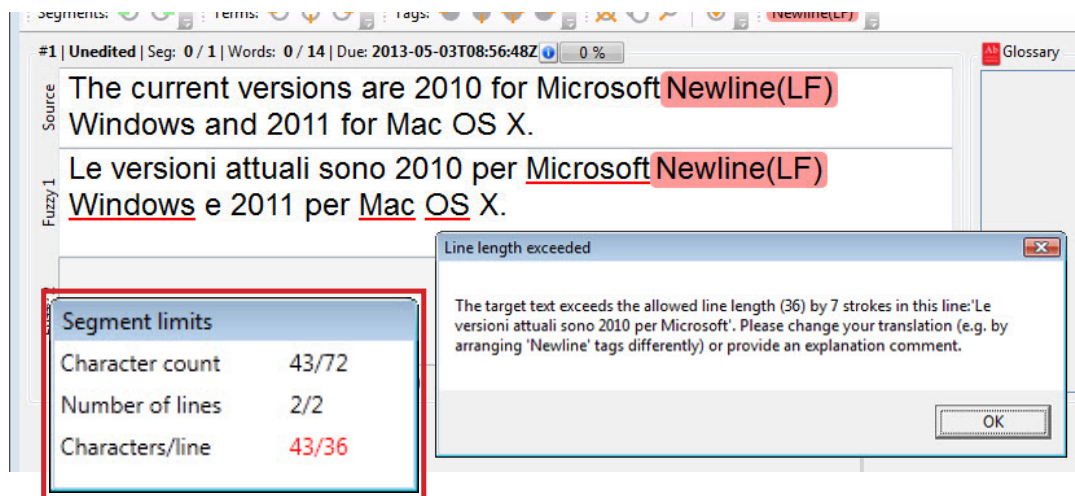 Segments: Terms: Tags: Newline(LF)
#1 | Unedited | Seg: 0 / 1 | Words: 0 / 14 | Due: 2013-05-03T08:56:48Z 0 %
Ab Glossary
Source
The current versions are 2010 for Microsoft Newline(LF)
Windows and 2011 for Mac OS X.
Fuzzy 1
Le versioni attuali sono 2010 per Microsoft Newline(LF)
Windows e 2011 per Mac OS X.
Line length exceeded
The target text exceeds the allowed line length (36) by 7 strokes in this line:'Le
versioni attuali sono 2010 per Microsoft'. Please change your translation (e.g. by
arranging 'Newline' tags differently) or provide an explanation comment.
OK
Segment limits
Character count 43/72
Number of lines 2/2
Characters/line 43/36